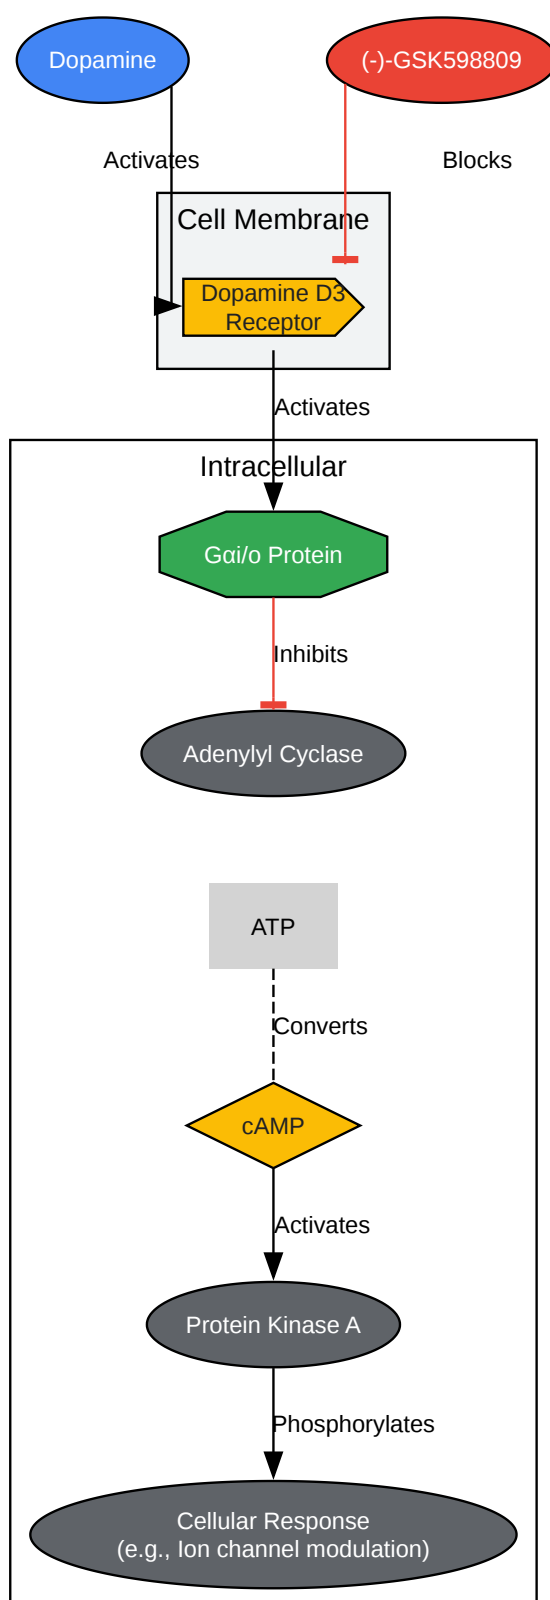 Dopamine
(-)-GSK598809
Activates
Blocks
Cell Membrane
Dopamine D3
Receptor
Activates
Intracellular
Gαi/o Protein
Inhibits
Adenylyl Cyclase
ATP
Converts
cAMP
Activates
Protein Kinase A
Phosphorylates
Cellular Response
(e.g., Ion channel modulation)